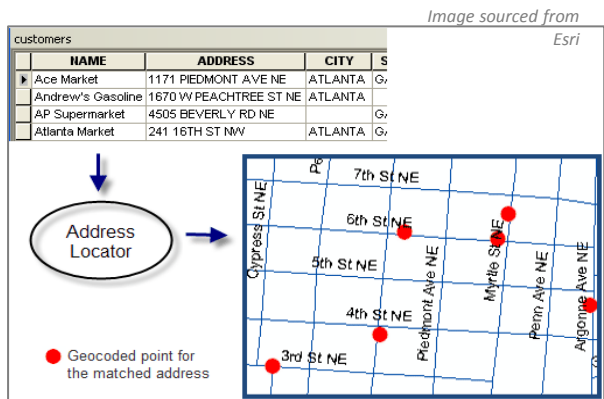 Image sourced from
Esri
customers
NAME ADDRESS CITY
Ace Market 1171 PIEDMONT AVE NE ATLANTA
Andrew's Gasoline 1670 W PEACHTREE ST NE ATLANTA
AP Supermarket 4505 BEVERLY RD NE
Atlanta Market 241 16TH ST NW ATLANTA
Address
Locator
Geocoded point for
the matched address
7th St NE
6th St NE
5th St NE
4th St NE
3rd St NE
Cypress St NE
Piedmont Ave NE
Myrtle St NE
Penn Ave NE
Argonne Ave NE